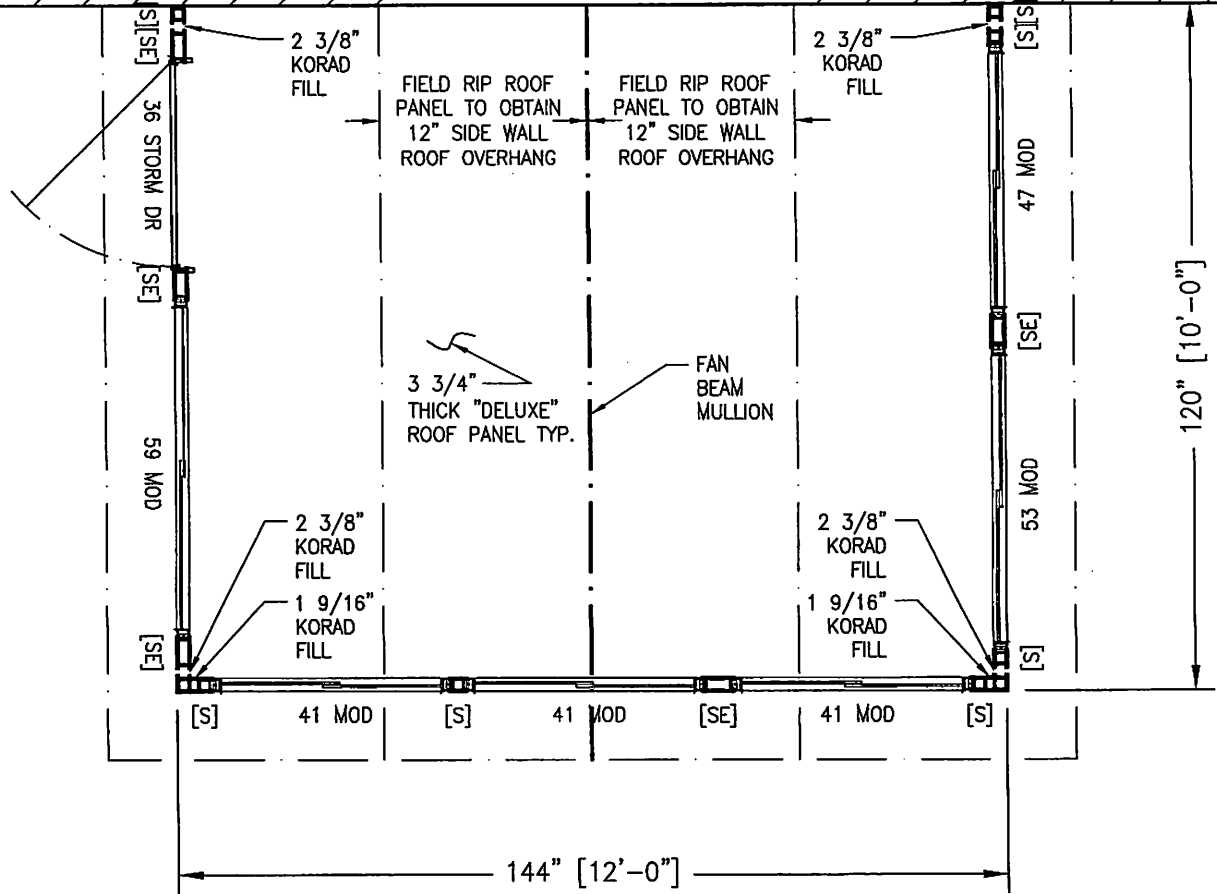 [S]
[SE]
2 3/8"
KORAD
FILL
36 STORM DR
[SE]
59 MOD
[SE]
FIELD RIP ROOF
PANEL TO OBTAIN
12" SIDE WALL
ROOF OVERHANG
FIELD RIP ROOF
PANEL TO OBTAIN
12" SIDE WALL
ROOF OVERHANG
2 3/8"
KORAD
FILL
[S]
[S]
47 MOD
[SE]
53 MOD
[S]
120" [10'-0"]
3 3/4"
THICK "DELUXE"
ROOF PANEL TYP.
FAN
BEAM
MULLION
2 3/8"
KORAD
FILL
1 9/16"
KORAD
FILL
2 3/8"
KORAD
FILL
1 9/16"
KORAD
FILL
[S]
41 MOD
[S]
41 MOD
[SE]
41 MOD
[S]
144" [12'-0"]